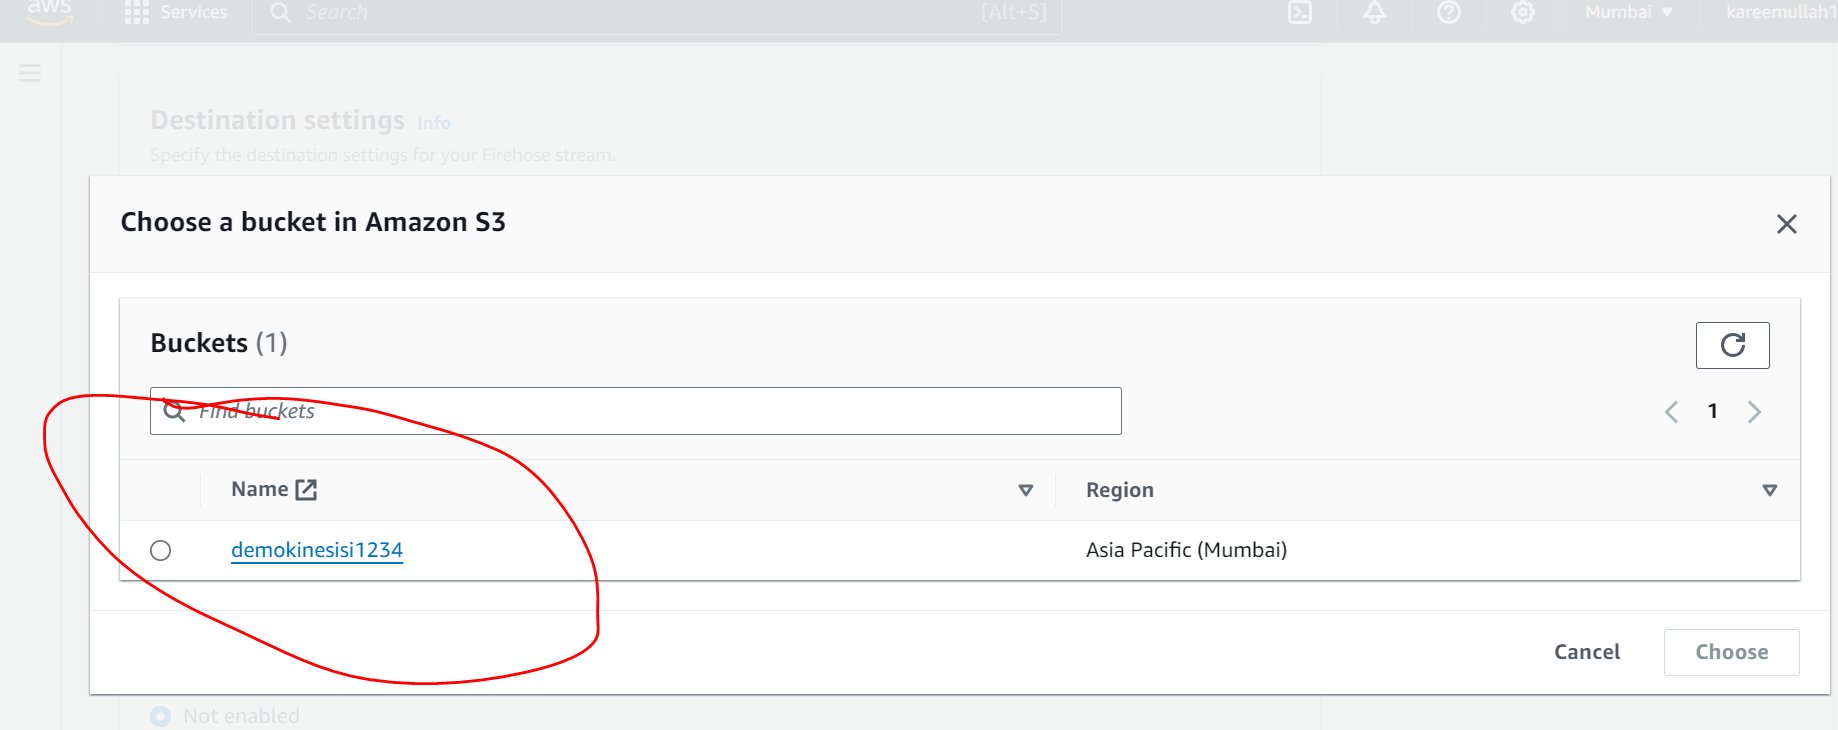 aws
Services
Search
[Alt+S]
Mumbai
kareemullah1
Destination settings Info
Specify the destination settings for your Firehose stream.
Choose a bucket in Amazon S3
Buckets (1)
Find buckets
1
Name
Region
demokinesisi1234
Asia Pacific (Mumbai)
Cancel
Choose
Not enabled